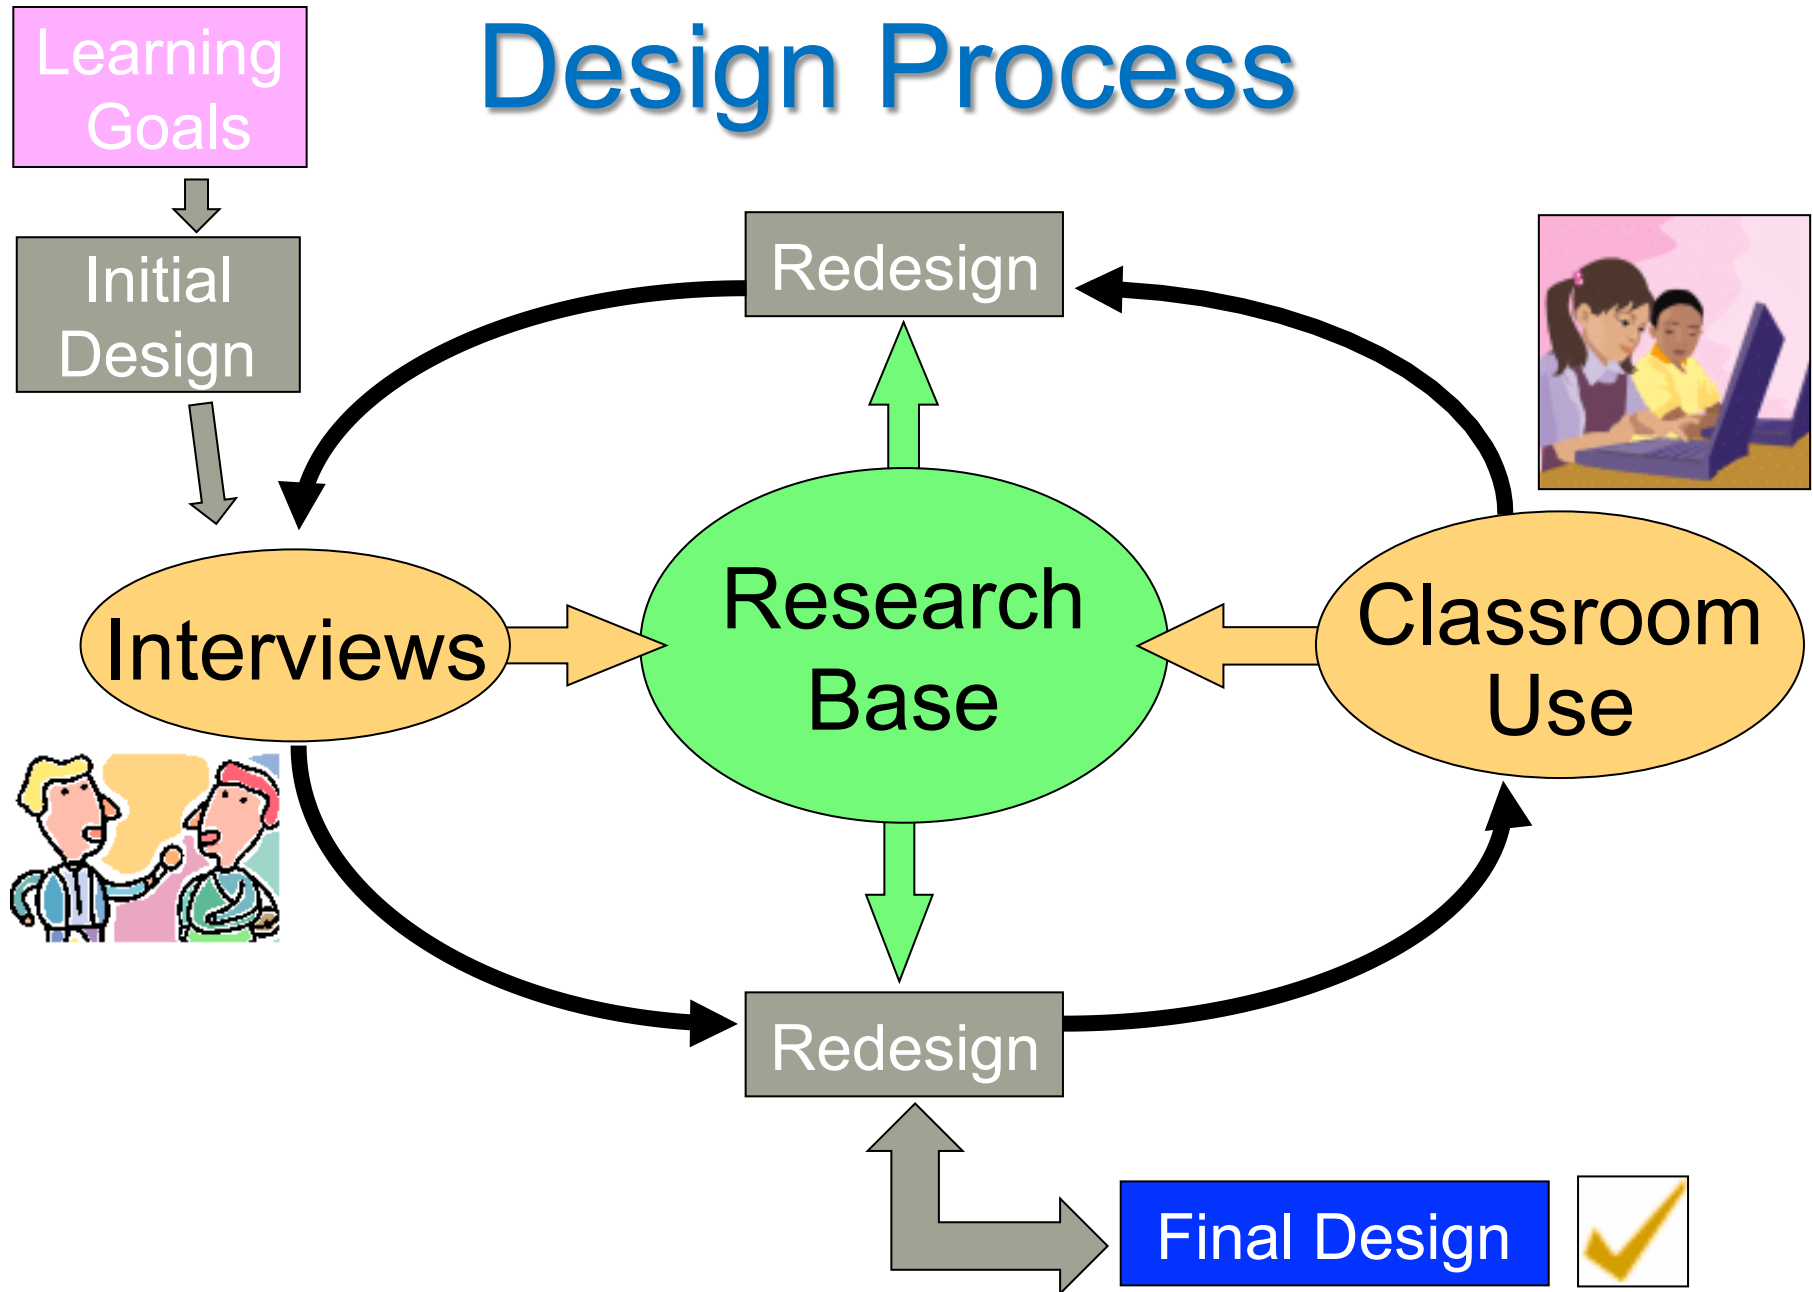 Design Process
Learning
Goals
Initial
Design
Redesign
Interviews
Research
Base
Classroom
Use
Redesign
Final Design